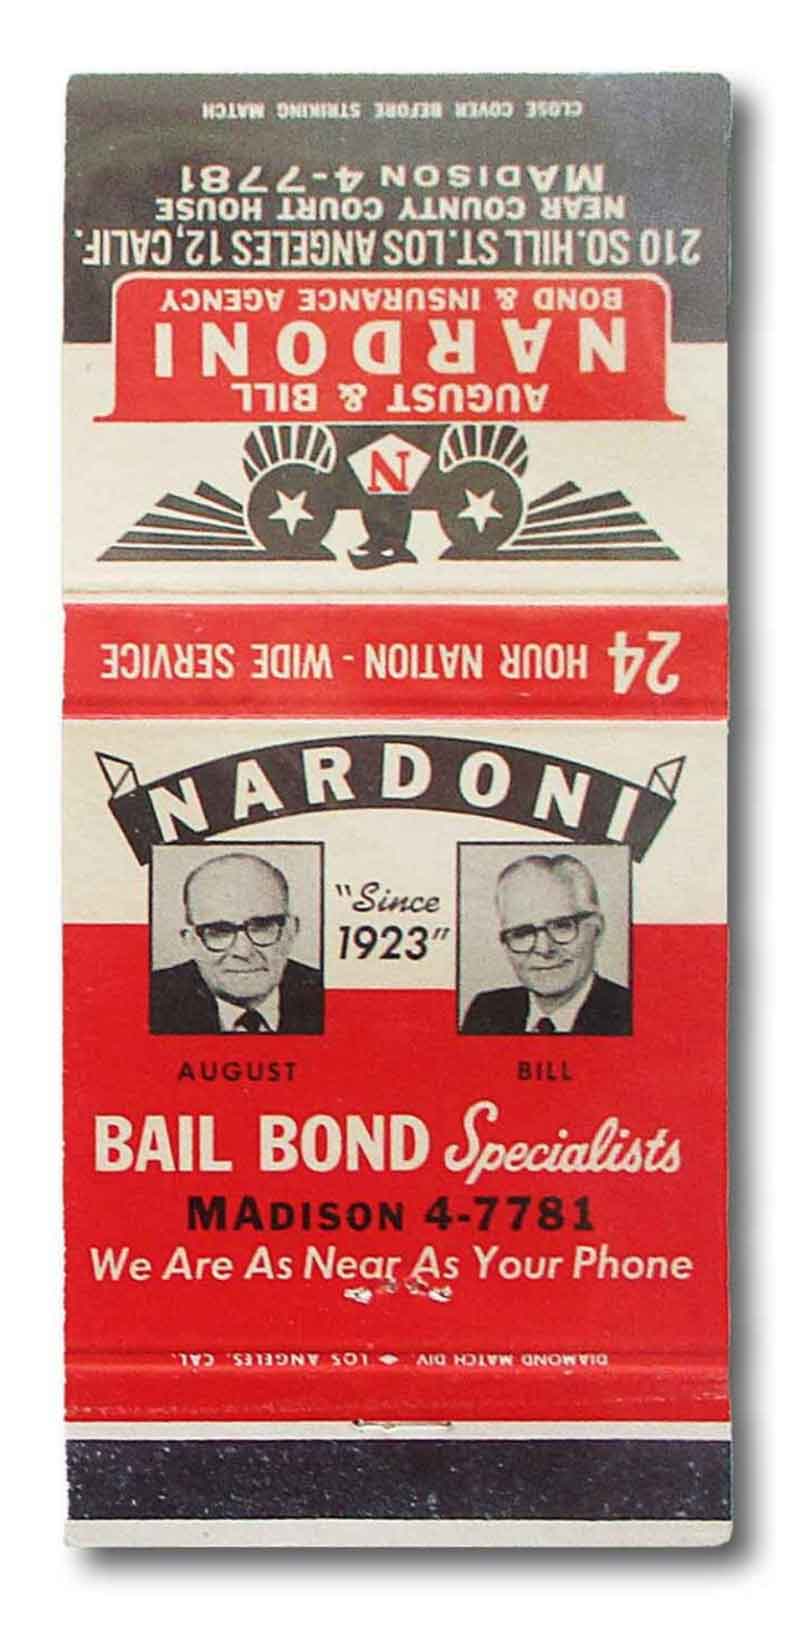 CLOSE COVER BEFORE STRIKING MATCH
MADISON 4-7781
NEAR COUNTY COURT HOUSE
210 SO. HILL ST. LOS ANGELES 12, CALIF.
BOND & INSURANCE AGENCY
NARDONI
AUGUST & BILL
N
24 HOUR NATION-WIDE SERVICE
NARDONI
"Since
1923"
AUGUST BILL
BAIL BOND Specialists
MADISON 4-7781
We Are As Near As Your Phone
DIAMOND MATCH DIV. LOS ANGELES. CAL.